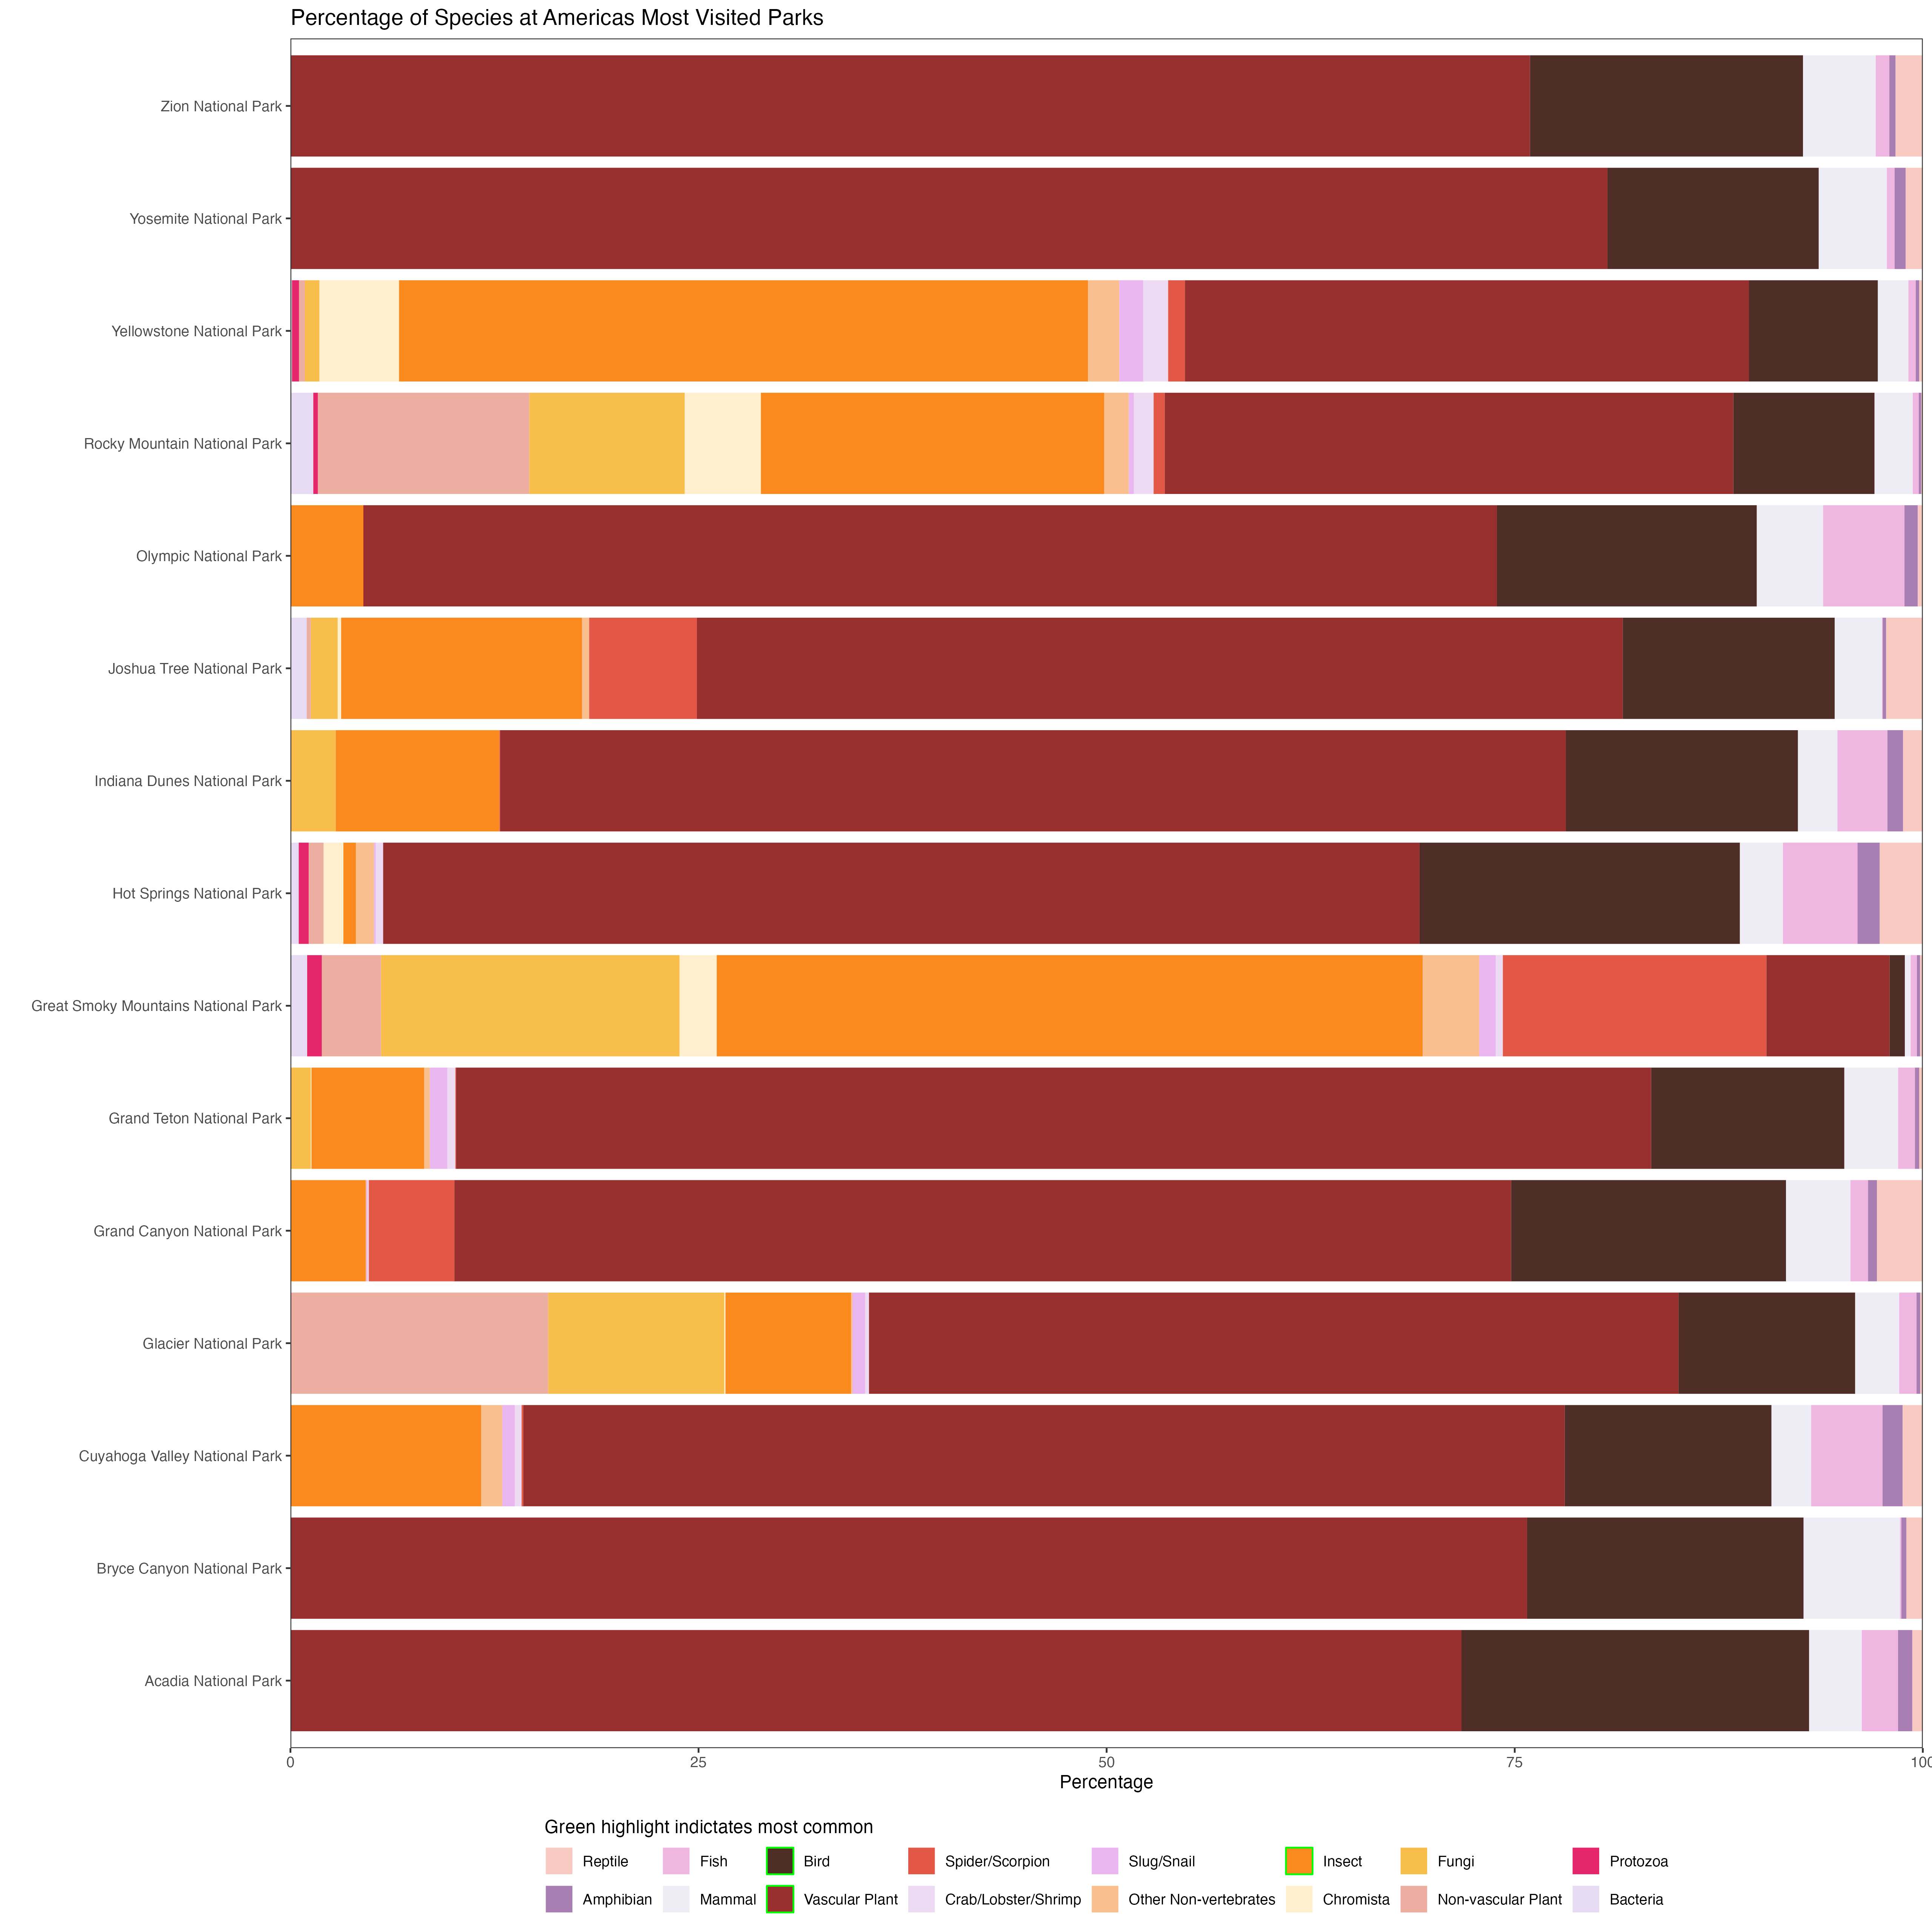 Percentage of Species at Americas Most Visited Parks
Zion National Park
Yosemite National Park
Yellowstone National Park
Rocky Mountain National Park
Olympic National Park
Joshua Tree National Park
Indiana Dunes National Park
Hot Springs National Park
Great Smoky Mountains National Park
Grand Teton National Park
Grand Canyon National Park
Glacier National Park
Cuyahoga Valley National Park
Bryce Canyon National Park
Acadia National Park
0 25 50 75 100
Percentage
Green highlight indictates most common
Reptile Fish Bird Spider/Scorpion Slug/Snail Insect Fungi Protozoa
Amphibian Mammal Vascular Plant Crab/Lobster/Shrimp Other Non-vertebrates Chromista Non-vascular Plant Bacteria